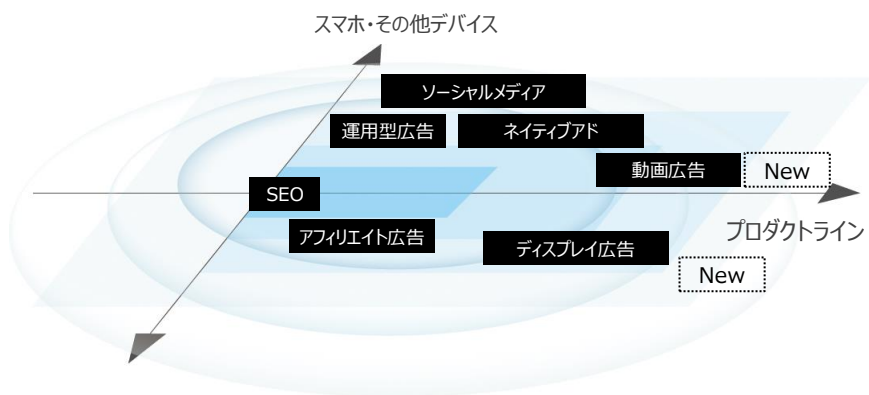 スマホ・その他デバイス
ソーシャルメディア
運用型広告
ネイティブアド
動画広告
New
SEO
アフィリエイト広告
プロダクトライン
ディスプレイ広告
New